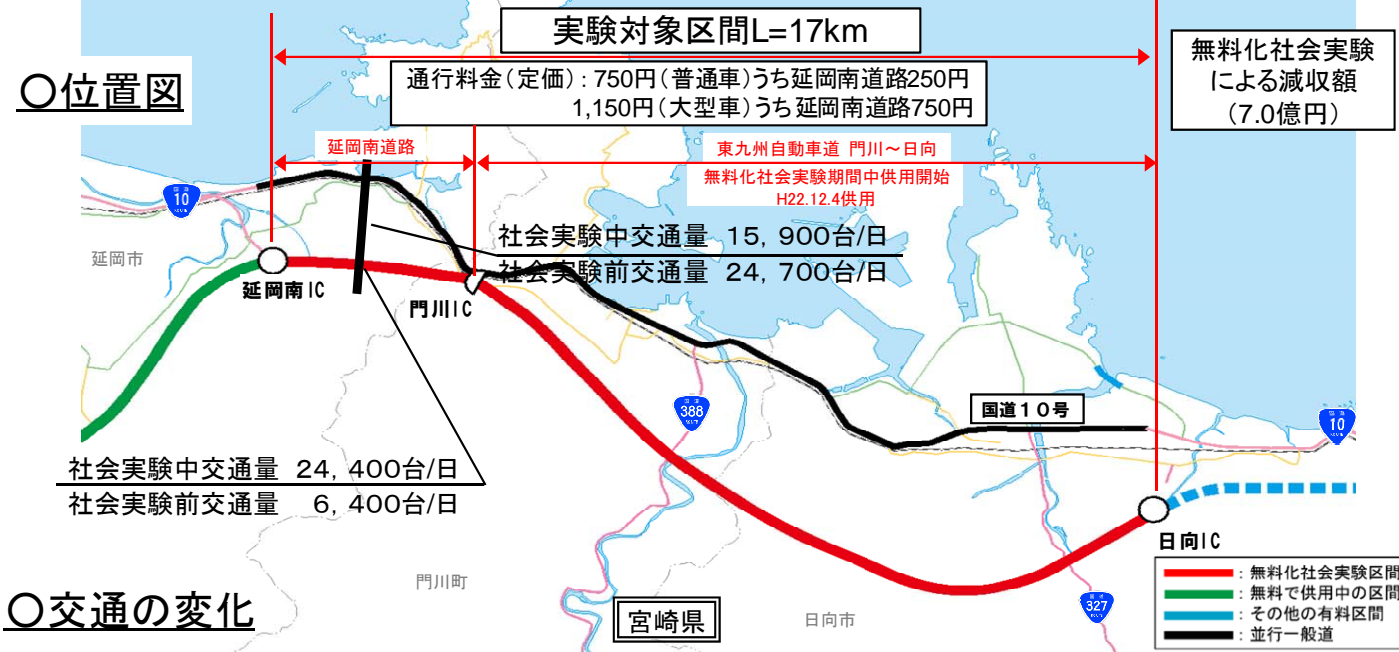 実験対象区間L=17km
無料化社会実験
による減収額
(7.0億円)
○位置図
通行料金(定価):750円(普通車)うち延岡南道路250円
1,150円(大型車)うち延岡南道路750円
延岡南道路
東九州自動車道 門川~日向
無料化社会実験期間中供用開始
H22.12.4供用
国道
10
ROUTE
社会実験中交通量 15,900台/日
社会実験前交通量 24,700台/日
延岡市
延岡南IC
門川IC
国道
388
ROUTE
国道10号
国道
10
ROUTE
社会実験中交通量 24,400台/日
社会実験前交通量 6,400台/日
日向IC
門川町
○交通の変化
宮崎県
日向市
国道
327
ROUTE
:無料化社会実験区間
:無料で供用中の区間
:その他の有料区間
:並行一般道